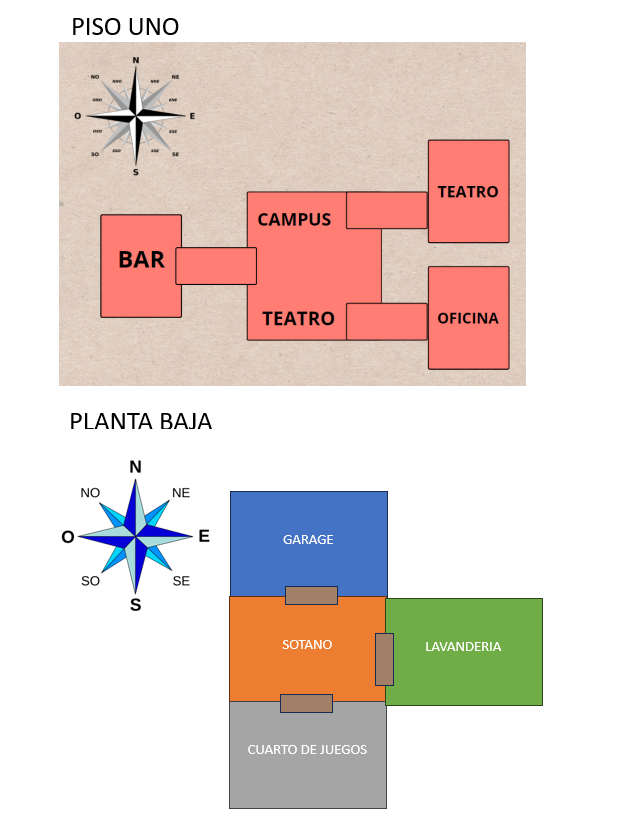 PISO UNO
N
NO NNO NNE NE
ONO ENE
O E
OSO ESE
SO SSO SSE SE
S
TEATRO
CAMPUS
BAR
TEATRO
OFICINA
PLANTA BAJA
N
NO NE
O E
SO SE
S
GARAGE
SOTANO
LAVANDERIA
CUARTO DE JUEGOS